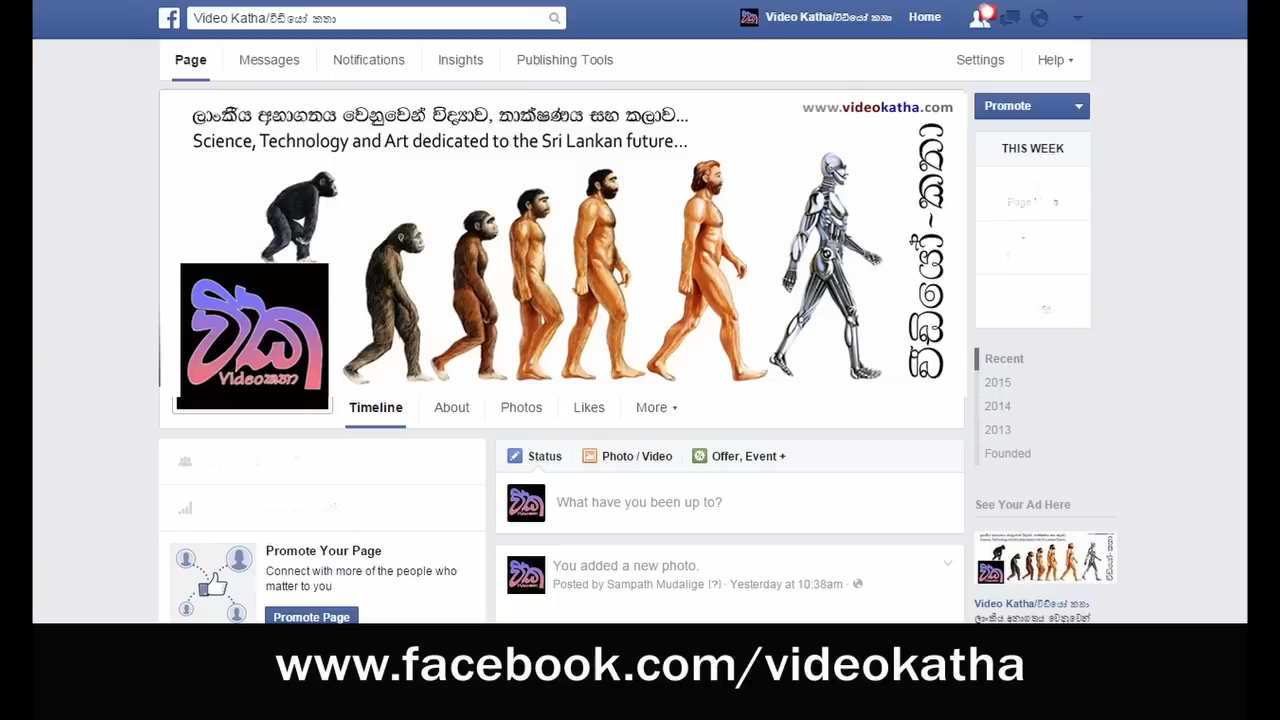 Video Katha/වීඩියෝ කතා
Video Katha/වීඩියෝ කතා Home
Page Messages Notifications Insights Publishing Tools Settings Help
ලාංකීය අනාගතය වෙනුවෙන් විද්‍යාව, තාක්ෂණය සහ කලාව...
Science, Technology and Art dedicated to the Sri Lankan future...
www.videokatha.com
වීඩියෝ-කතා
වික
Videoකතා
Promote
THIS WEEK
Recent
2015
2014
2013
Founded
Timeline About Photos Likes More
Status Photo / Video Offer, Event +
What have you been up to?
You added a new photo.
Posted by Sampath Mudalige [?] · Yesterday at 10:38am ·
Promote Your Page
Connect with more of the people who
matter to you
Promote Page
See Your Ad Here
Video Katha/වීඩියෝ කතා
ලාංකීය අනාගතය වෙනුවෙන්
www.facebook.com/videokatha